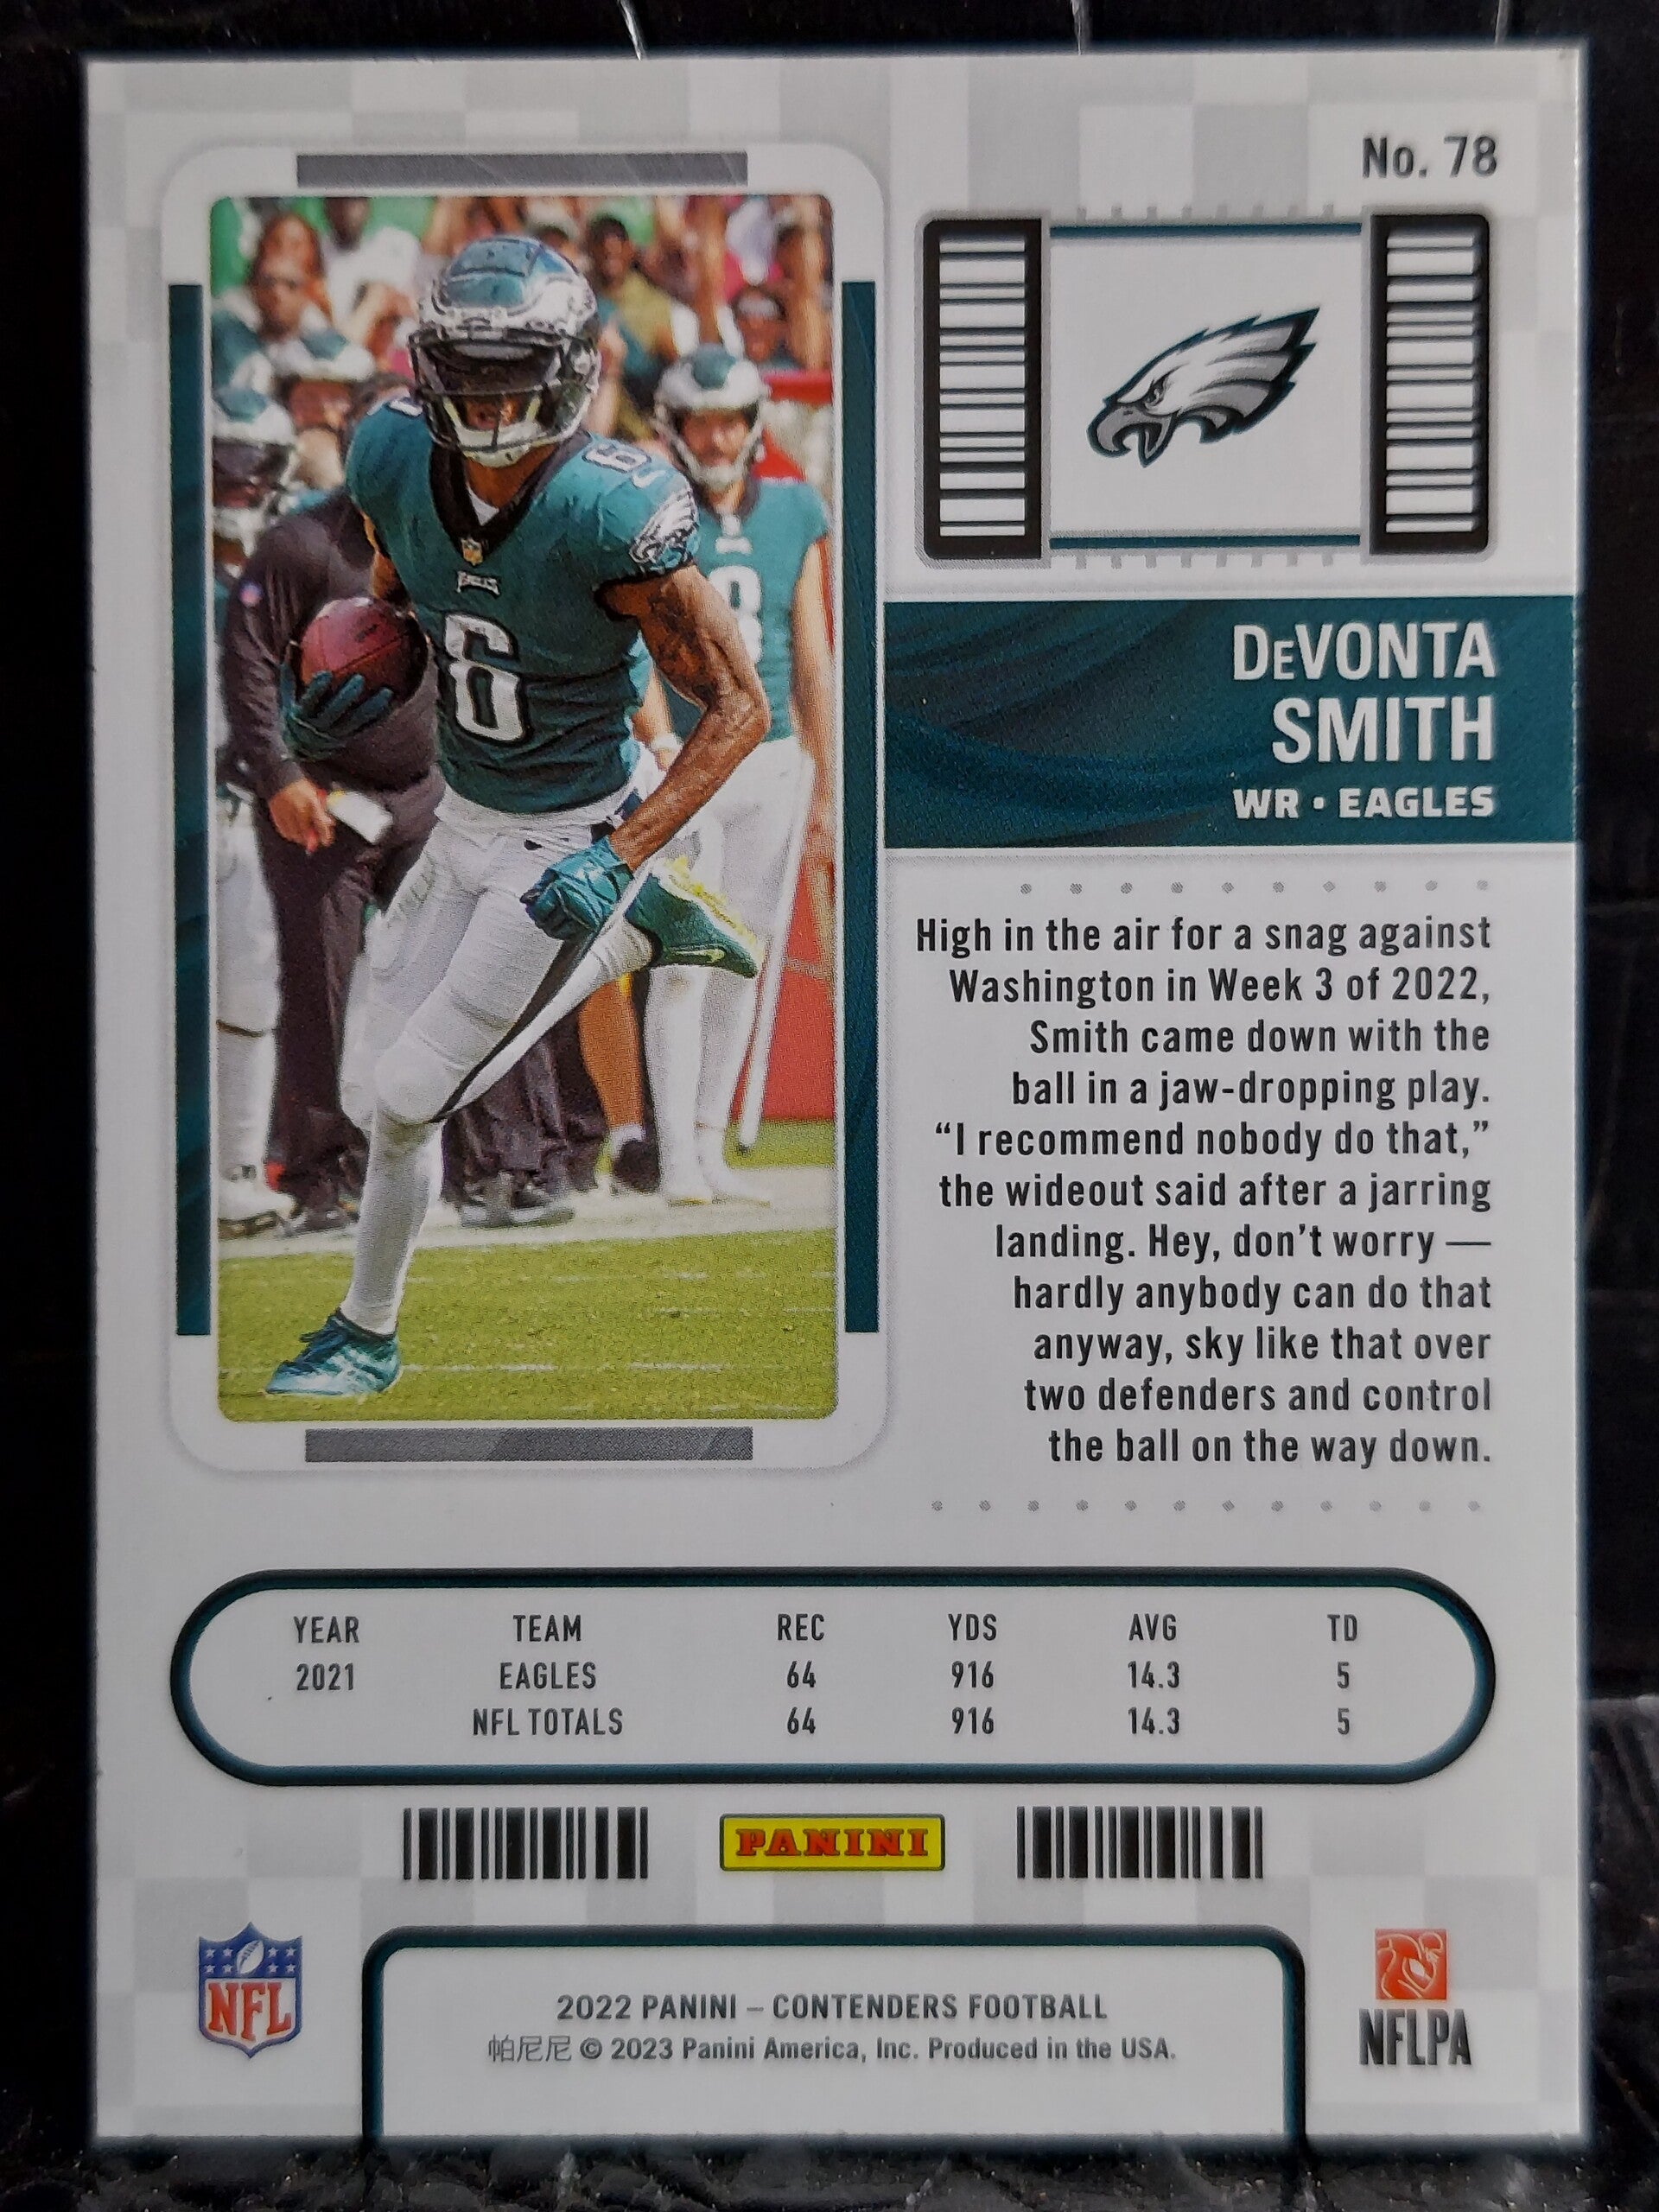 No. 78
6
6
EAGLES
DeVONTA
SMITH
WR • EAGLES
High in the air for a snag against
Washington in Week 3 of 2022,
Smith came down with the
ball in a jaw-dropping play.
“I recommend nobody do that,”
the wideout said after a jarring
landing. Hey, don’t worry —
hardly anybody can do that
anyway, sky like that over
two defenders and control
the ball on the way down.
YEAR TEAM REC YDS AVG TD
2021 EAGLES 64 916 14.3 5
NFL TOTALS 64 916 14.3 5
PANINI
NFL
2022 PANINI – CONTENDERS FOOTBALL
帕尼尼 © 2023 Panini America, Inc. Produced in the USA.
NFLPA